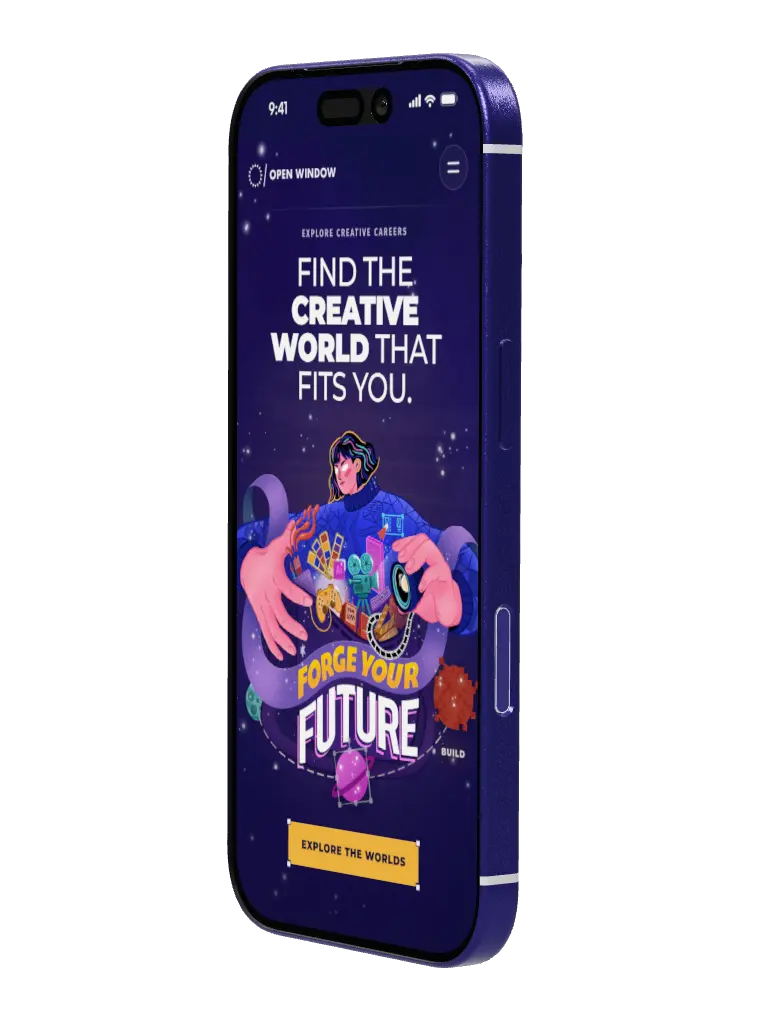 9:41
OPEN WINDOW
EXPLORE CREATIVE CAREERS
FIND THE
CREATIVE
WORLD THAT
FITS YOU.
FORGE YOUR
FUTURE
BUILD
EXPLORE THE WORLDS